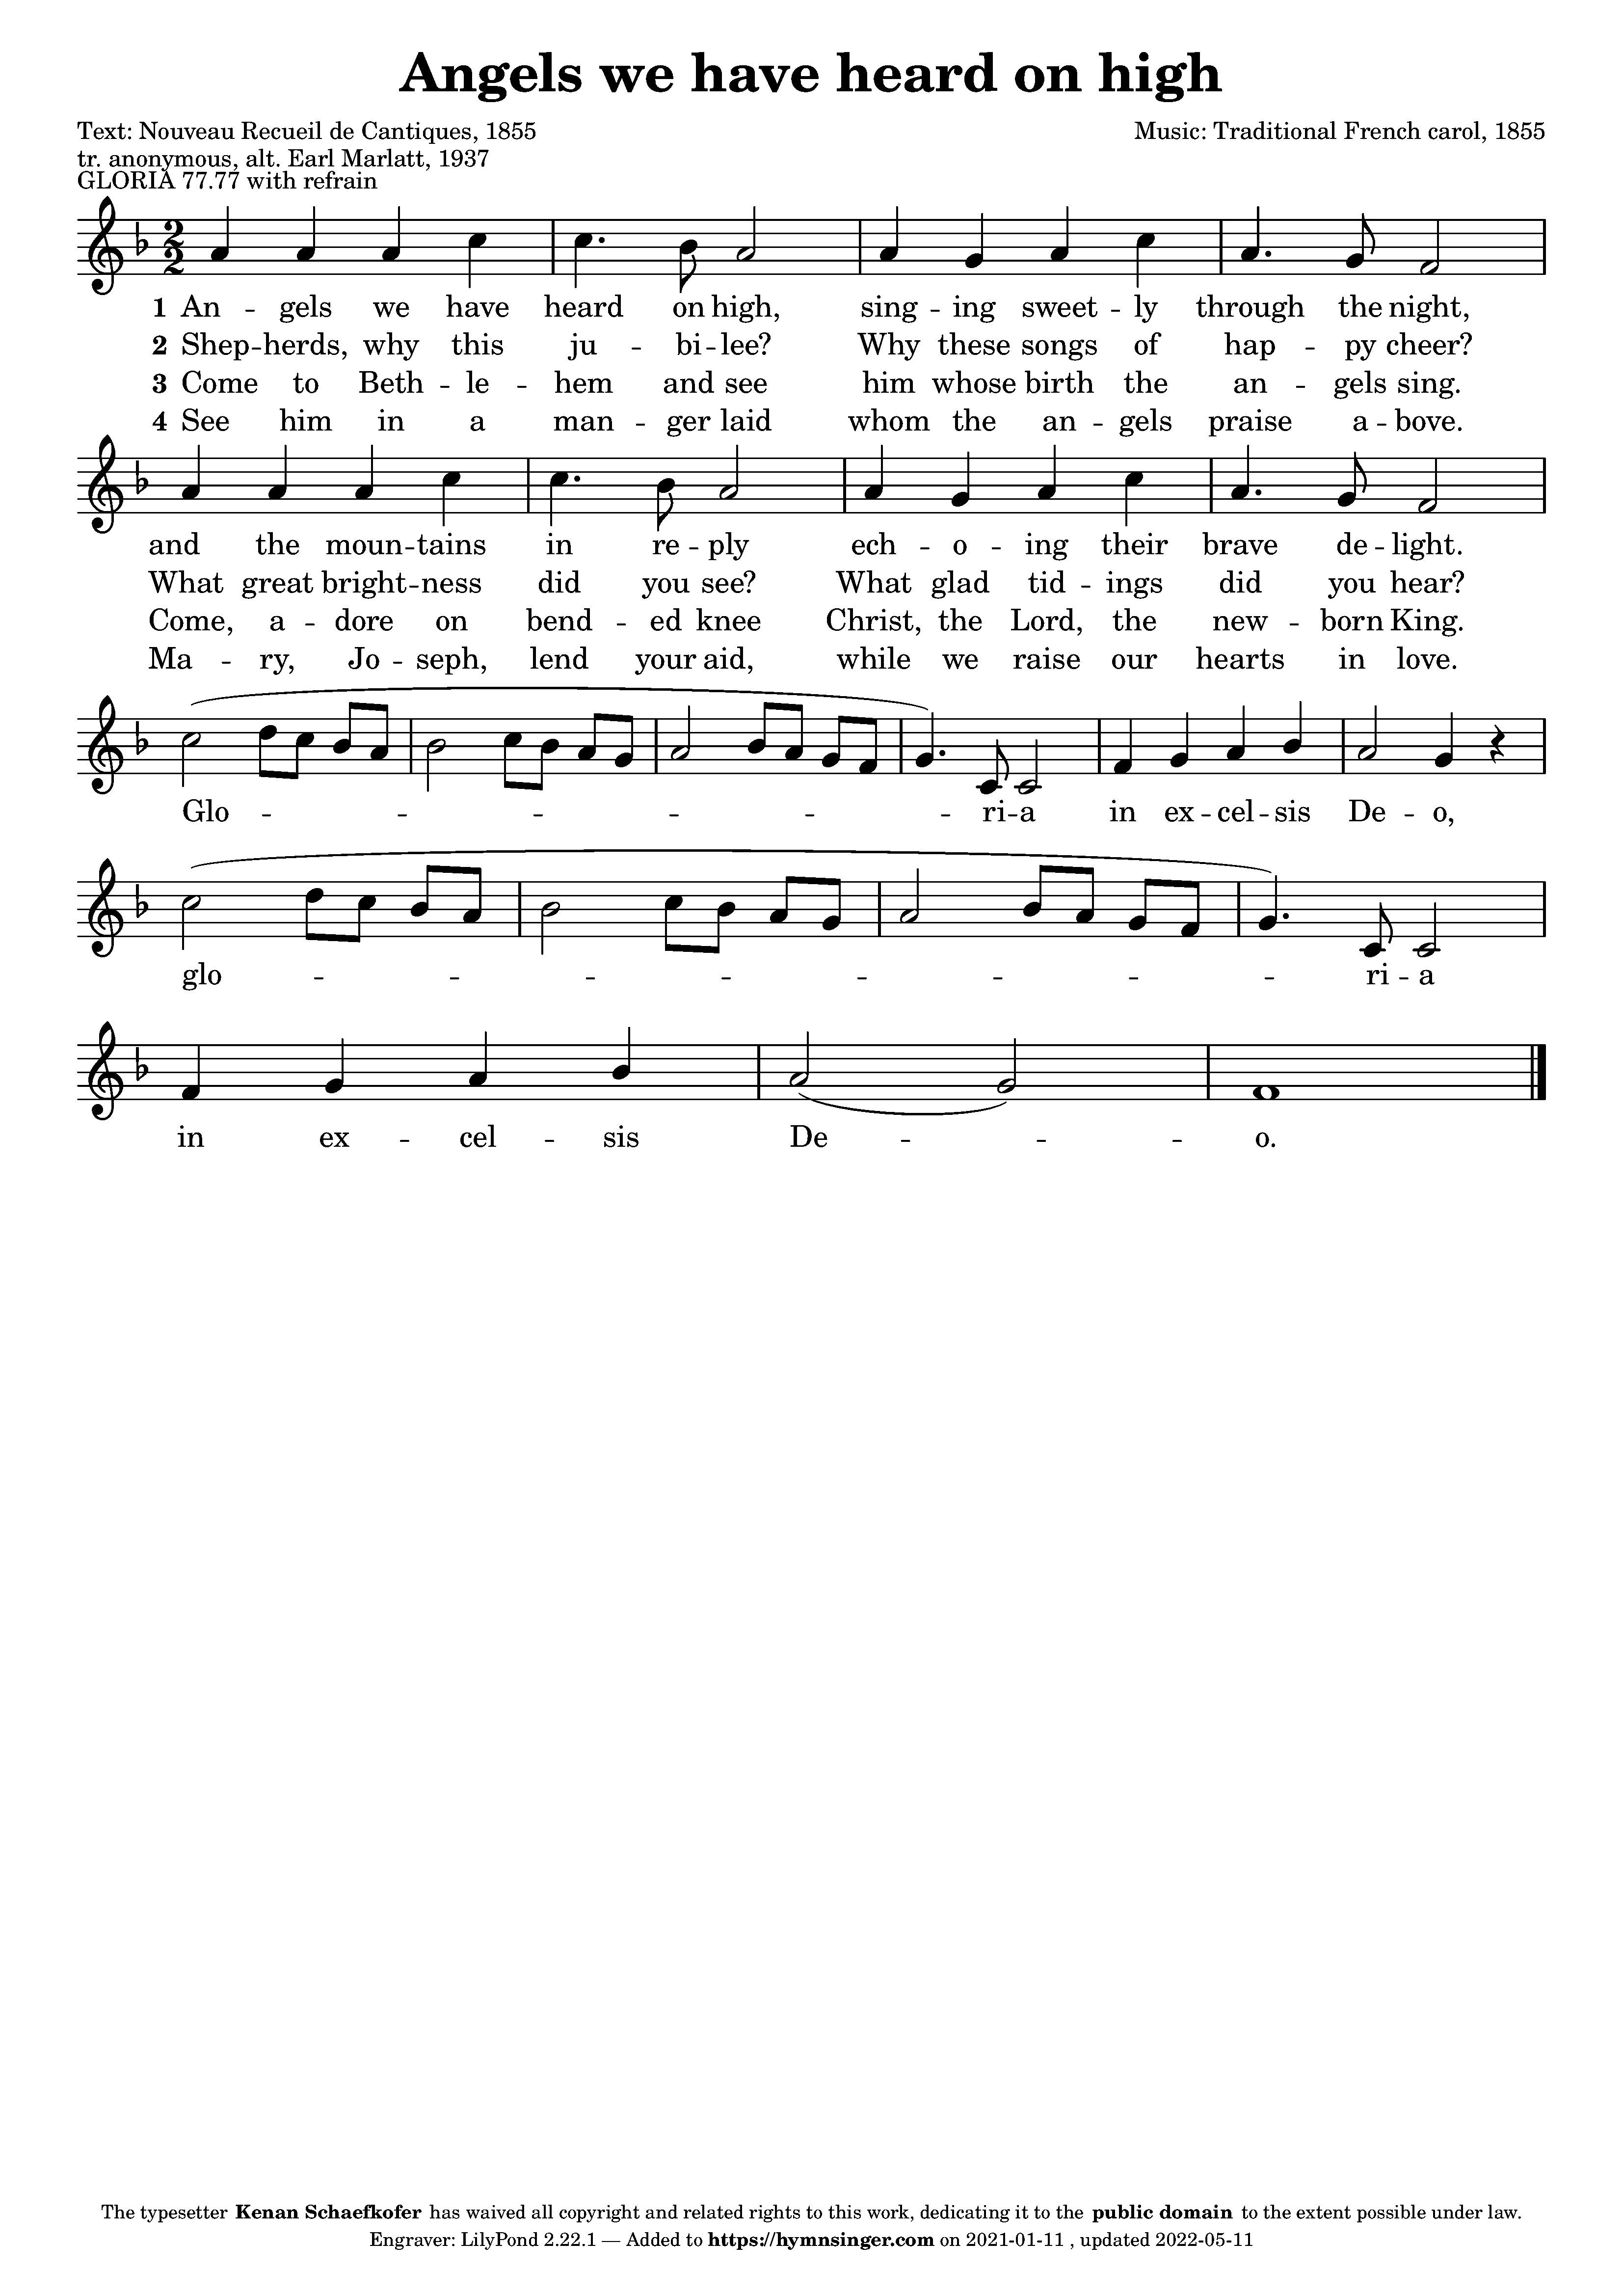 Angels we have heard on high
Text: Nouveau Recueil de Cantiques, 1855
Music: Traditional French carol, 1855
tr. anonymous, alt. Earl Marlatt, 1937
GLORIA 77.77 with refrain
1 An -- gels we have heard on high, sing -- ing sweet -- ly through the night,
2 Shep -- herds, why this ju -- bi -- lee? Why these songs of hap -- py cheer?
3 Come to Beth -- le -- hem and see him whose birth the an -- gels sing.
4 See him in a man -- ger laid whom the an -- gels praise a -- bove.
and the moun -- tains in re -- ply ech -- o -- ing their brave de -- light.
What great bright -- ness did you see? What glad tid -- ings did you hear?
Come, a -- dore on bend -- ed knee Christ, the Lord, the new -- born King.
Ma -- ry, Jo -- seph, lend your aid, while we raise our hearts in love.
Glo -- ri -- a in ex -- cel -- sis De -- o,
glo -- ri -- a
in ex -- cel -- sis De -- o.
The typesetter Kenan Schaefkofer has waived all copyright and related rights to this work, dedicating it to the public domain to the extent possible under law.
Engraver: LilyPond 2.22.1 — Added to https://hymnsinger.com on 2021-01-11 , updated 2022-05-11